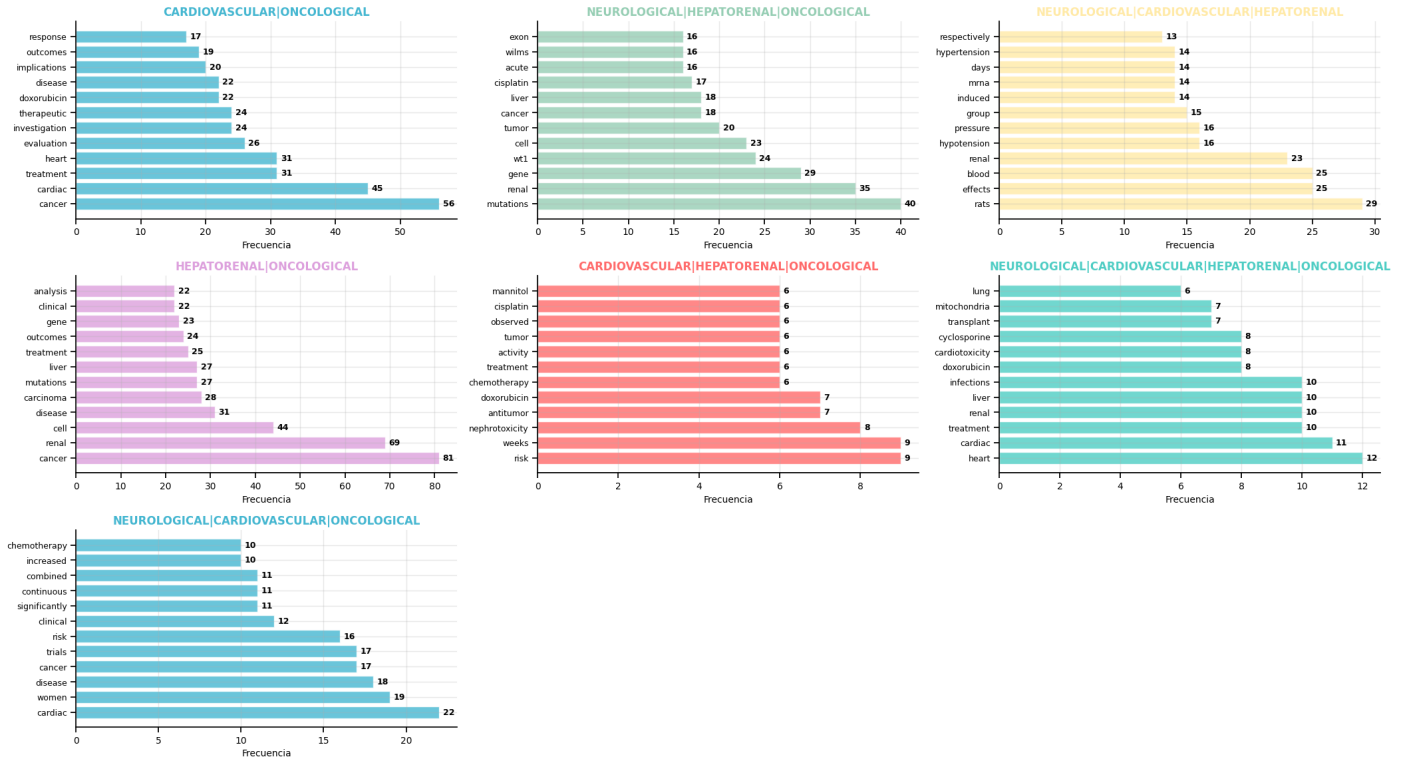 CARDIOVASCULAR|ONCOLOGICAL
response 17
outcomes 19
implications 20
disease 22
doxorubicin 22
therapeutic 24
investigation 24
evaluation 26
heart 31
treatment 31
cardiac 45
cancer 56
0 10 20 30 40 50
Frecuencia
NEUROLOGICAL|HEPATORENAL|ONCOLOGICAL
exon 16
wilms 16
acute 16
cisplatin 17
liver 18
cancer 18
tumor 20
cell 23
wt1 24
gene 29
renal 35
mutations 40
0 5 10 15 20 25 30 35 40
Frecuencia
NEUROLOGICAL|CARDIOVASCULAR|HEPATORENAL
respectively 13
hypertension 14
days 14
mrna 14
induced 14
group 15
pressure 16
hypotension 16
renal 23
blood 25
effects 25
rats 29
0 5 10 15 20 25 30
Frecuencia
HEPATORENAL|ONCOLOGICAL
analysis 22
clinical 22
gene 23
outcomes 24
treatment 25
liver 27
mutations 27
carcinoma 28
disease 31
cell 44
renal 69
cancer 81
0 10 20 30 40 50 60 70 80
Frecuencia
CARDIOVASCULAR|HEPATORENAL|ONCOLOGICAL
mannitol 6
cisplatin 6
observed 6
tumor 6
activity 6
treatment 6
chemotherapy 6
doxorubicin 7
antitumor 7
nephrotoxicity 8
weeks 9
risk 9
0 2 4 6 8
Frecuencia
NEUROLOGICAL|CARDIOVASCULAR|HEPATORENAL|ONCOLOGICAL
lung 6
mitochondria 7
transplant 7
cyclosporine 8
cardiotoxicity 8
doxorubicin 8
infections 10
liver 10
renal 10
treatment 10
cardiac 11
heart 12
0 2 4 6 8 10 12
Frecuencia
NEUROLOGICAL|CARDIOVASCULAR|ONCOLOGICAL
chemotherapy 10
increased 10
combined 11
continuous 11
significantly 11
clinical 12
risk 16
trials 17
cancer 17
disease 18
women 19
cardiac 22
0 5 10 15 20
Frecuencia